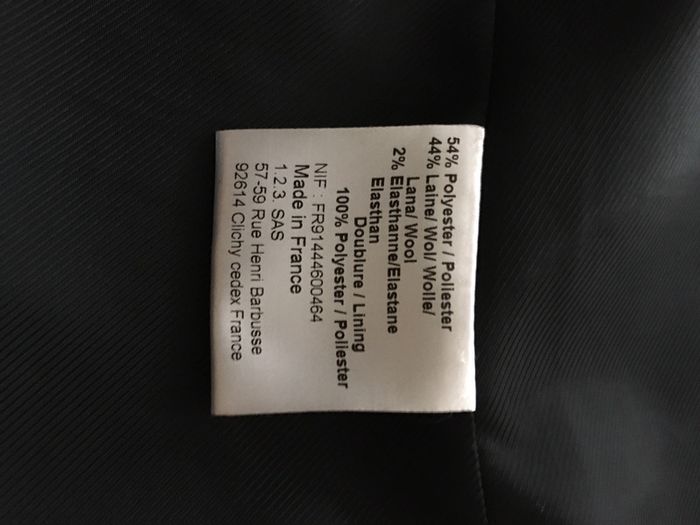 54% Polyester / Poliester
44% Laine/ Wol/ Wolle/
Lana/ Wool
2% Elasthanne/Elastane
Elasthan
Doublure / Lining
100% Polyester / Poliester
NIF : FR91444600464
Made in France
1.2.3. SAS
57-59 Rue Henri Barbusse
92614 Clichy cedex France